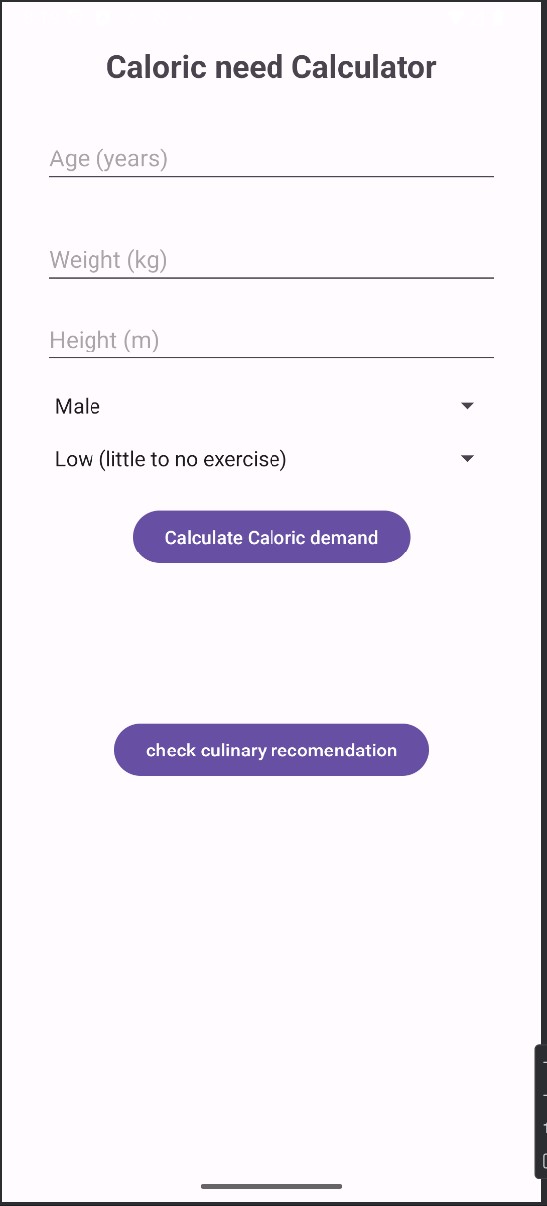 Caloric need Calculator
Age (years)
Weight (kg)
Height (m)
Male
Low (little to no exercise)
Calculate Caloric demand
check culinary recomendation